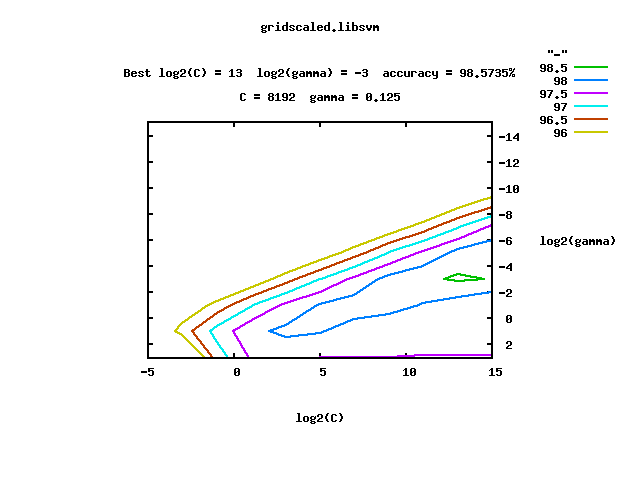 gridscaled.libsvm
"-"
Best log2(C) = 13 log2(gamma) = -3 accuracy = 98.5735%
C = 8192 gamma = 0.125
98.5
98
97.5
97
96.5
96
-14
-12
-10
-8
-6
-4
-2
0
2
log2(gamma)
-5 0 5 10 15
log2(C)